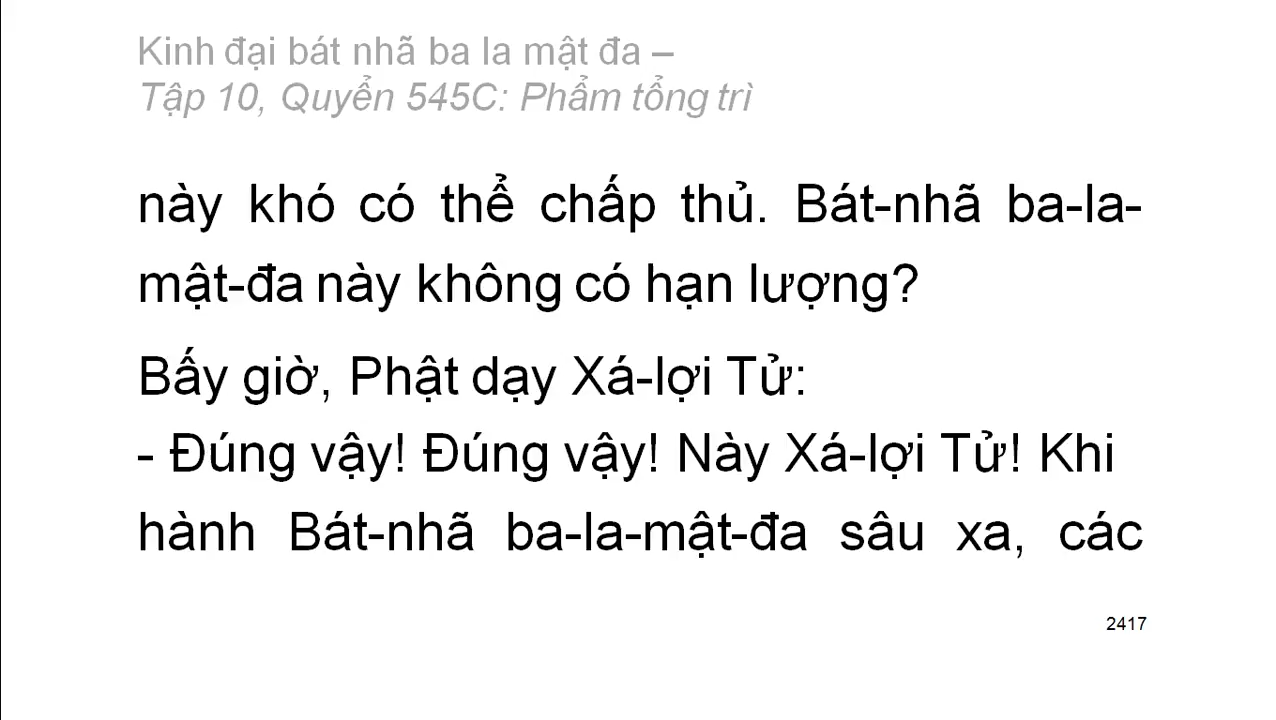 Kinh đại bát nhã ba la mật đa –
Tập 10, Quyển 545C: Phẩm tổng trì
này khó có thể chấp thủ. Bát-nhã ba-la-
mật-đa này không có hạn lượng?
Bấy giờ, Phật dạy Xá-lợi Tử:
- Đúng vậy! Đúng vậy! Này Xá-lợi Tử! Khi
hành Bát-nhã ba-la-mật-đa sâu xa, các
2417